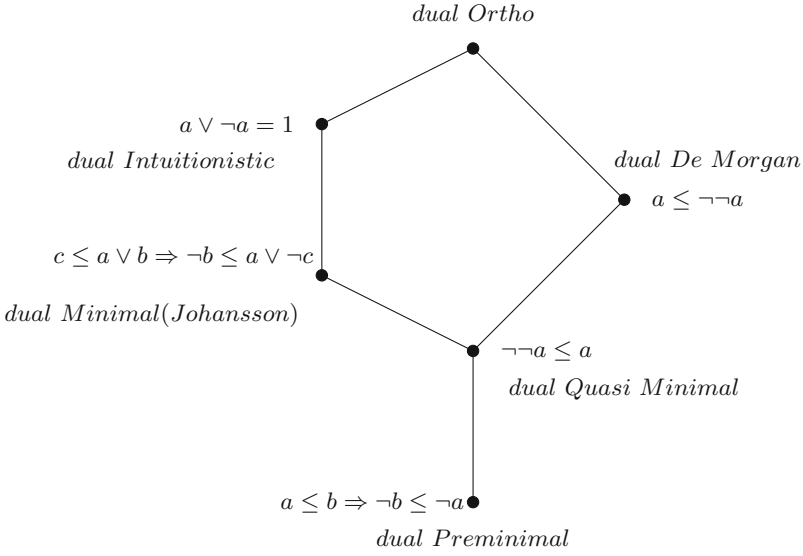 dual Ortho
a ∨ ¬a = 1
dual Intuitionistic
dual De Morgan
a ≤ ¬¬a
c ≤ a ∨ b ⇒ ¬b ≤ a ∨ ¬c
dual Minimal(Johansson)
¬¬a ≤ a
dual Quasi Minimal
a ≤ b ⇒ ¬b ≤ ¬a
dual Preminimal